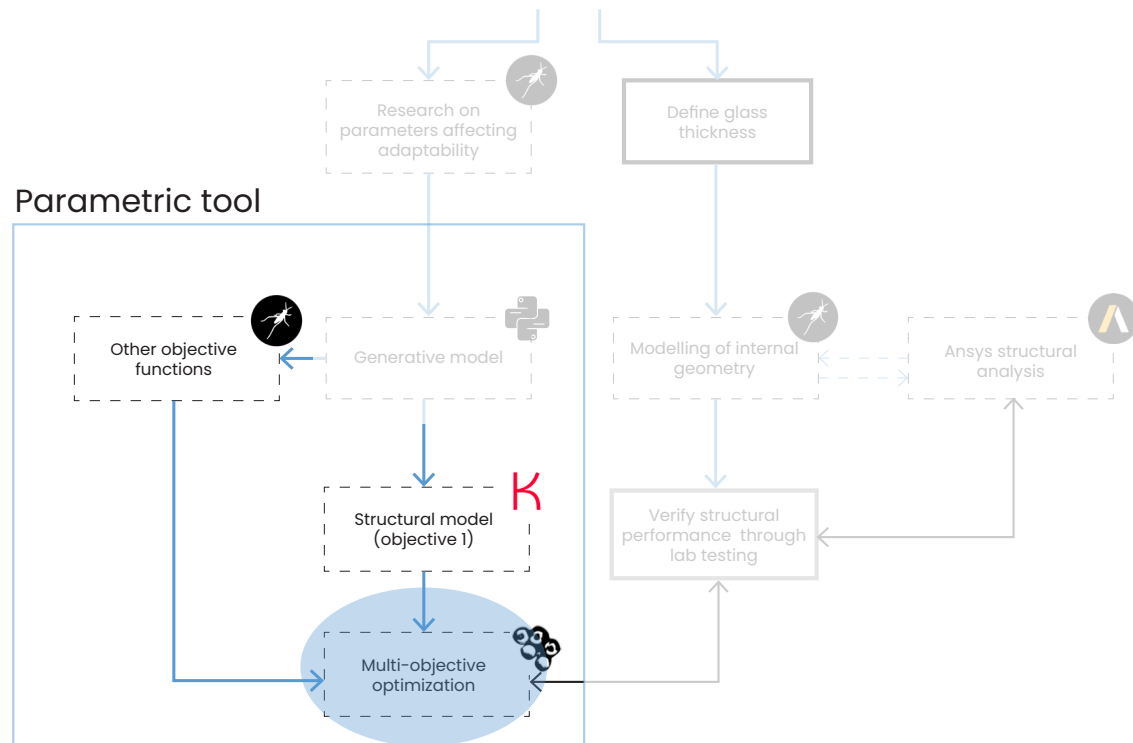 Research on
parameters affecting
adaptability
Define glass
thickness
Parametric tool
Other objective
functions
Generative model
Modelling of internal
geometry
Ansys structural
analysis
Structural model
(objective 1)
Verify structural
performance through
lab testing
Multi-objective
optimization